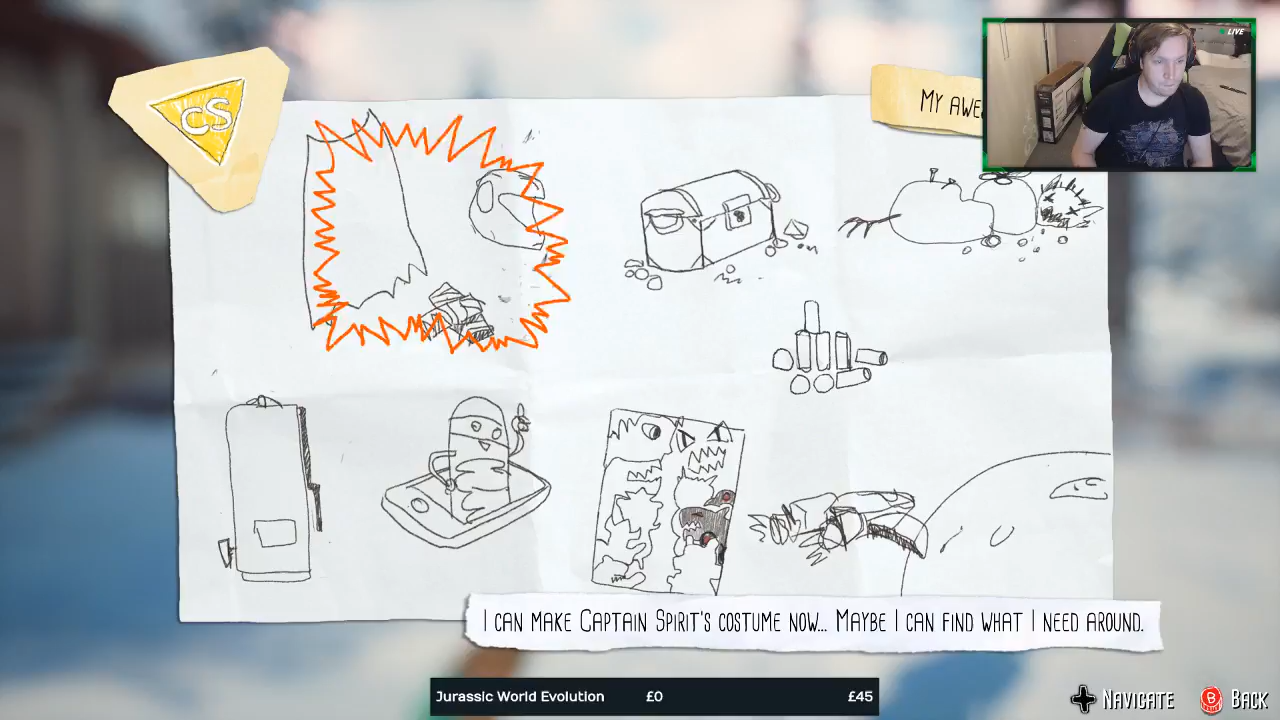 LIVE
CS
MY AWE
I CAN MAKE CAPTAIN SPIRIT'S COSTUME NOW... MAYBE I CAN FIND WHAT I NEED AROUND.
Jurassic World Evolution £0 £45
NAVIGATE B BACK